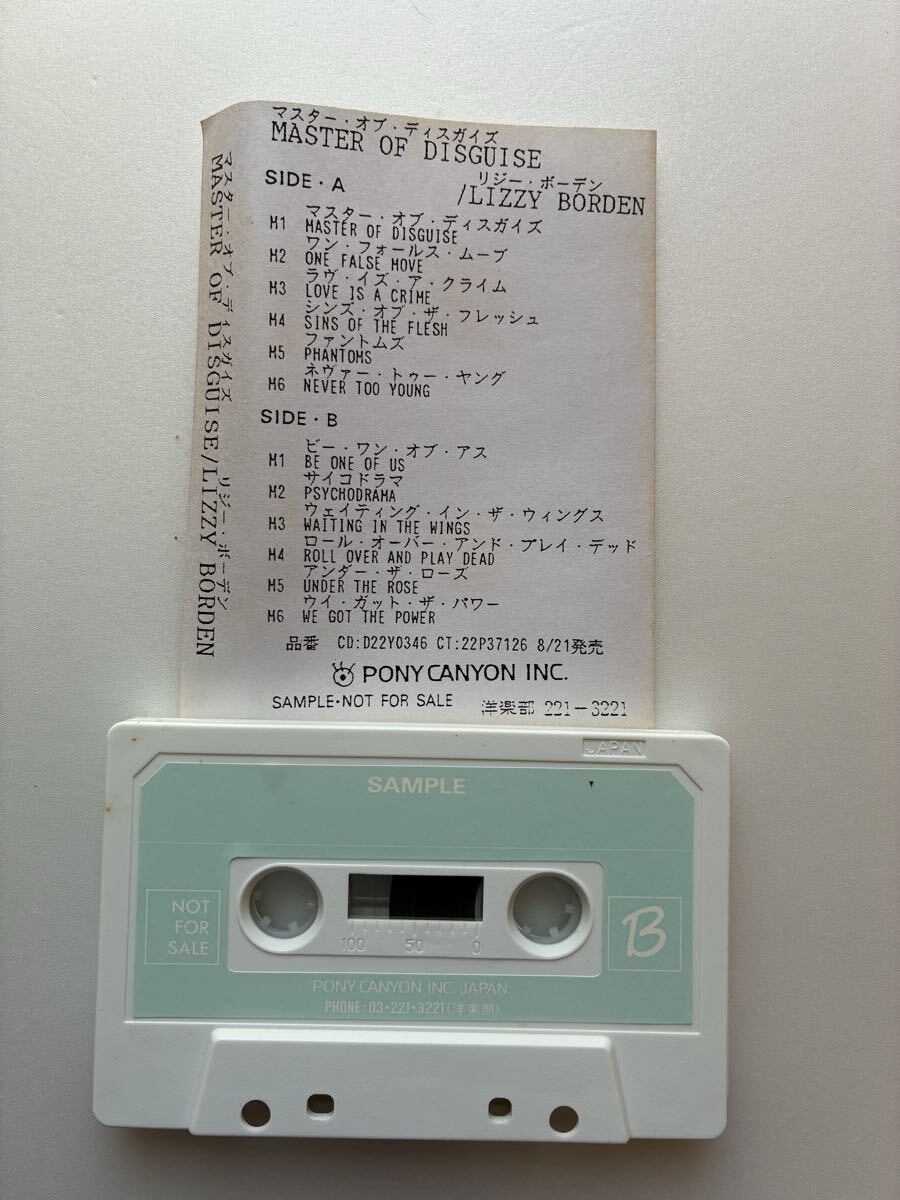 マスター・オブ・ディスガイズ
MASTER OF DISGUISE
リジー・ボーデン
/LIZZY BORDEN
SIDE・A
マスター・オブ・ディスガイズ
M1 MASTER OF DISGUISE
ワン・フォールス・ムーブ
M2 ONE FALSE MOVE
ラヴ・イズ・ア・クライム
M3 LOVE IS A CRIME
シンズ・オブ・ザ・フレッシュ
M4 SINS OF THE FLESH
ファントムズ
M5 PHANTOMS
ネヴァー・トゥー・ヤング
M6 NEVER TOO YOUNG
SIDE・B
ビー・ワン・オブ・アス
M1 BE ONE OF US
サイコドラマ
M2 PSYCHODRAMA
ウェイティング・イン・ザ・ウィングス
M3 WAITING IN THE WINGS
ロール・オーバー・アンド・プレイ・デッド
M4 ROLL OVER AND PLAY DEAD
アンダー・ザ・ローズ
M5 UNDER THE ROSE
ウイ・ガット・ザ・パワー
M6 WE GOT THE POWER
品番 CD:D22Y0346 CT:22P37126 8/21発売
PONY CANYON INC.
SAMPLE・NOT FOR SALE 洋楽部 221-3221
マスター・オブ・ディスガイズ リジー・ボーデン
MASTER OF DISGUISE/LIZZY BORDEN
JAPAN
SAMPLE
NOT
FOR
SALE
100 50 0
B
PONY CANYON INC. JAPAN.
PHONE: 03-221-3221(洋楽部)